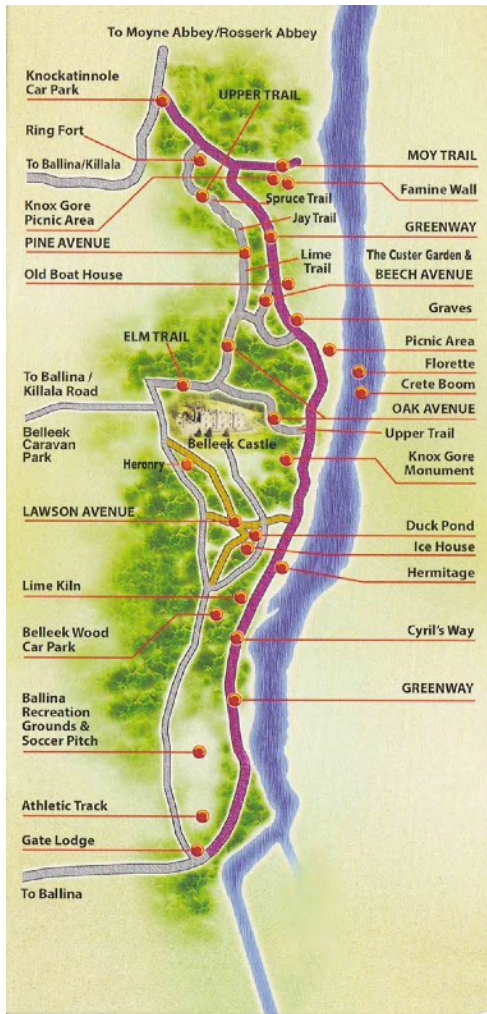 To Moyne Abbey/Rosserk Abbey
Knockatinnole
Car Park
UPPER TRAIL
Ring Fort
To Ballina/Killala
MOY TRAIL
Knox Gore
Picnic Area
Spruce Trail
Famine Wall
Jay Trail
PINE AVENUE
GREENWAY
Old Boat House
Lime
Trail
The Custer Garden &
BEECH AVENUE
Graves
ELM TRAIL
Picnic Area
To Ballina /
Killala Road
Florette
Crete Boom
Belleek
Caravan
Park
OAK AVENUE
Belleek Castle
Upper Trail
Heronry
Knox Gore
Monument
LAWSON AVENUE
Duck Pond
Ice House
Lime Kiln
Hermitage
Belleek Wood
Car Park
Cyril's Way
Ballina
Recreation
Grounds &
Soccer Pitch
GREENWAY
Athletic Track
Gate Lodge
To Ballina